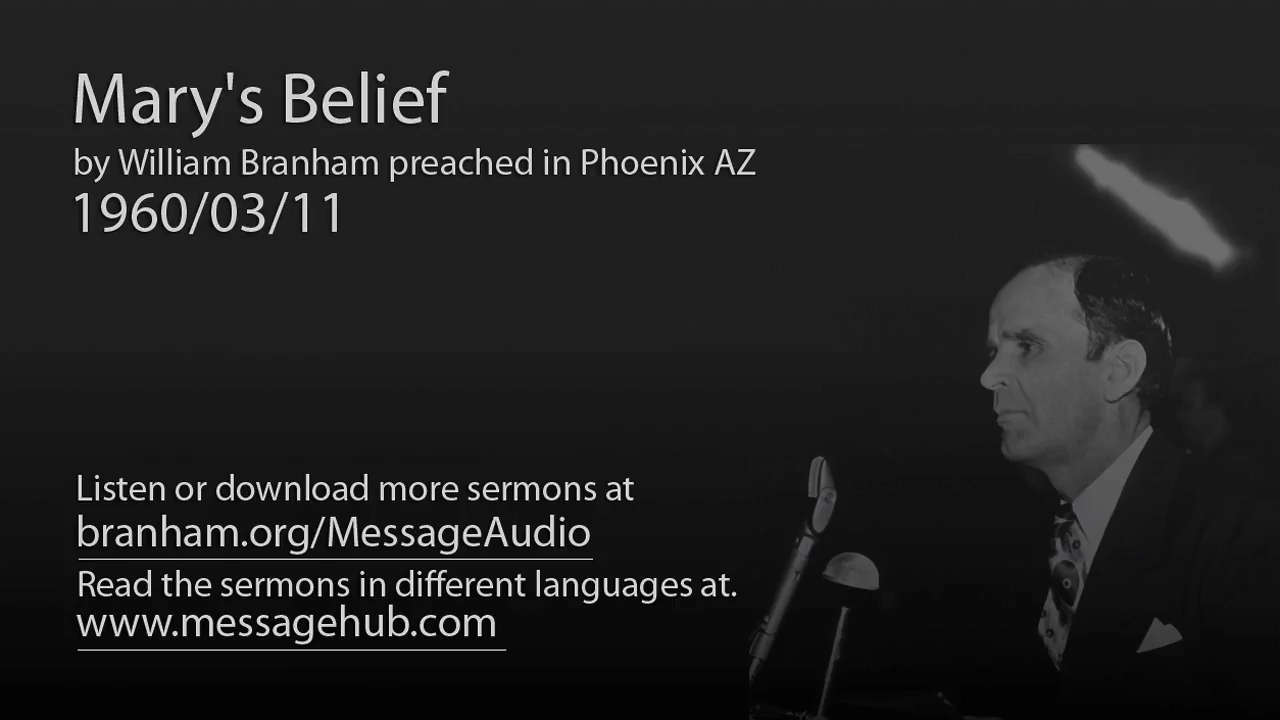 Mary's Belief
by William Branham preached in Phoenix AZ
1960/03/11
Listen or download more sermons at
branham.org/MessageAudio
Read the sermons in different languages at.
www.messagehub.com